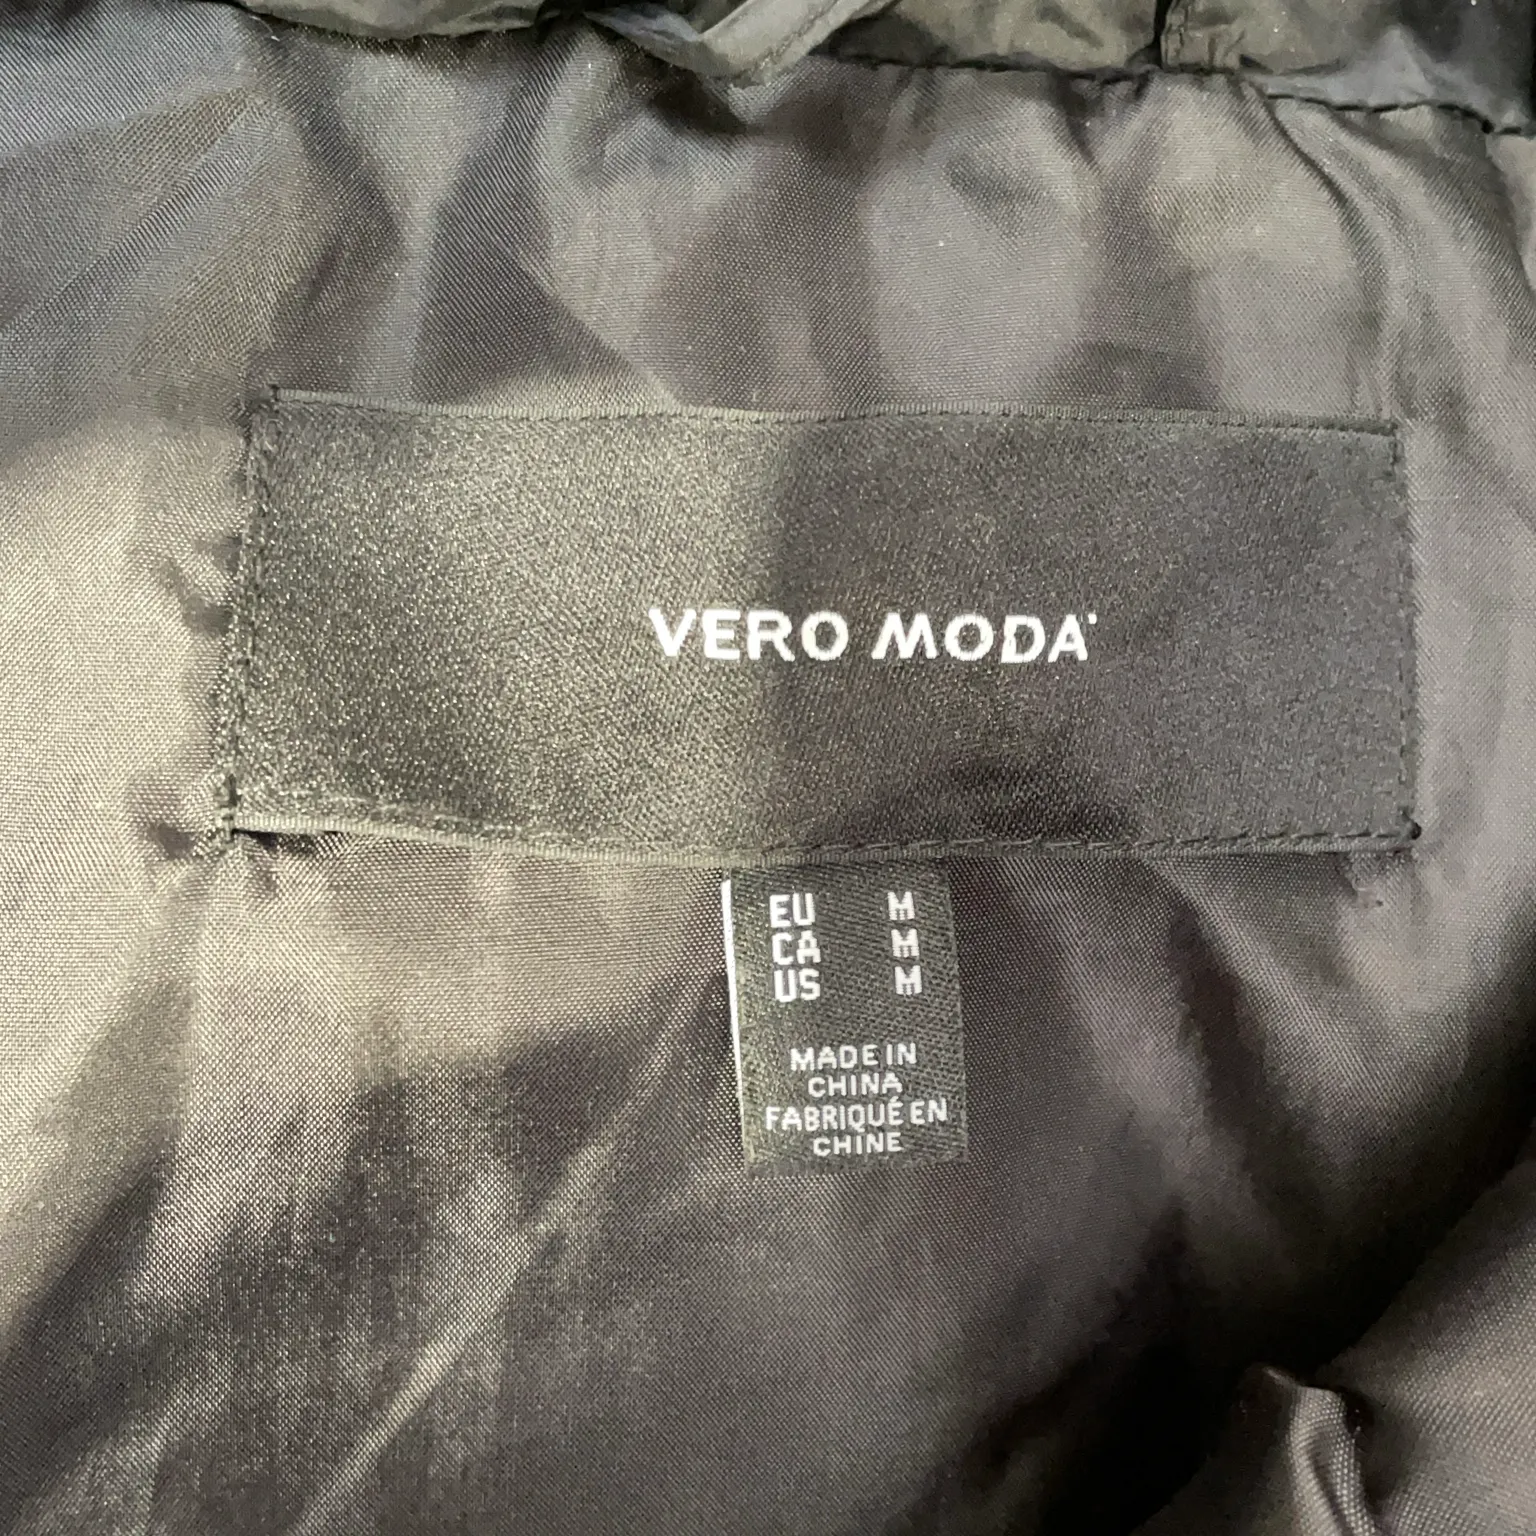 VERO MODA
EU M
CA M
US M
MADE IN
CHINA
FABRIQUÉ EN
CHINE